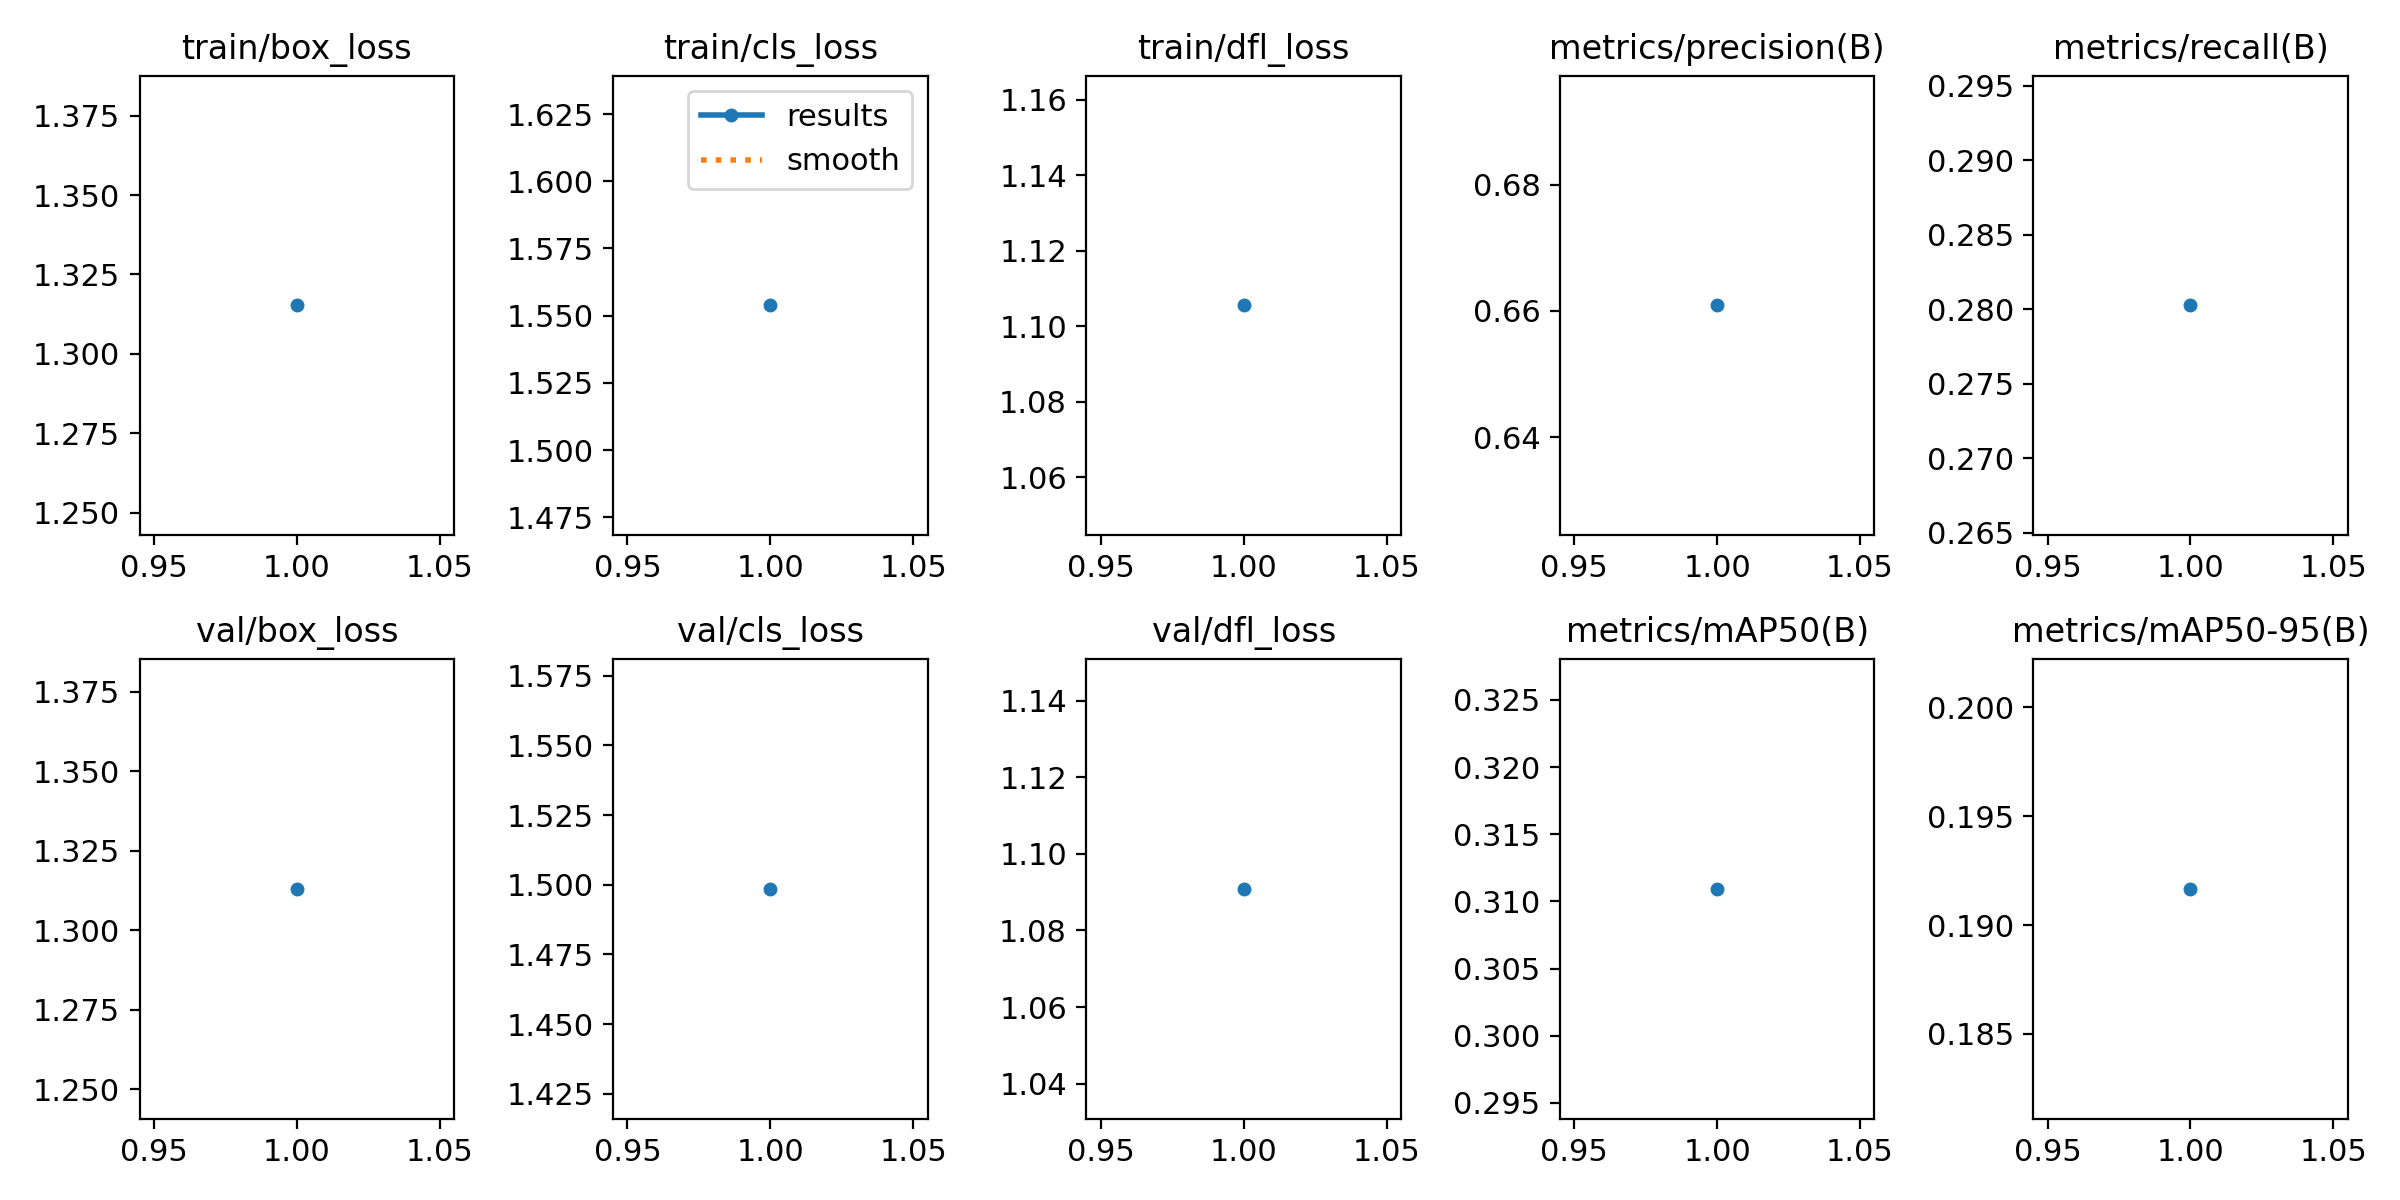 train/box_loss
1.375
1.350
1.325
1.300
1.275
1.250
0.95 1.00 1.05
train/cls_loss
results
smooth
1.625
1.600
1.575
1.550
1.525
1.500
1.475
0.95 1.00 1.05
train/dfl_loss
1.16
1.14
1.12
1.10
1.08
1.06
0.95 1.00 1.05
metrics/precision(B)
0.68
0.66
0.64
0.95 1.00 1.05
metrics/recall(B)
0.295
0.290
0.285
0.280
0.275
0.270
0.265
0.95 1.00 1.05
val/box_loss
1.375
1.350
1.325
1.300
1.275
1.250
0.95 1.00 1.05
val/cls_loss
1.575
1.550
1.525
1.500
1.475
1.450
1.425
0.95 1.00 1.05
val/dfl_loss
1.14
1.12
1.10
1.08
1.06
1.04
0.95 1.00 1.05
metrics/mAP50(B)
0.325
0.320
0.315
0.310
0.305
0.300
0.295
0.95 1.00 1.05
metrics/mAP50-95(B)
0.200
0.195
0.190
0.185
0.95 1.00 1.05